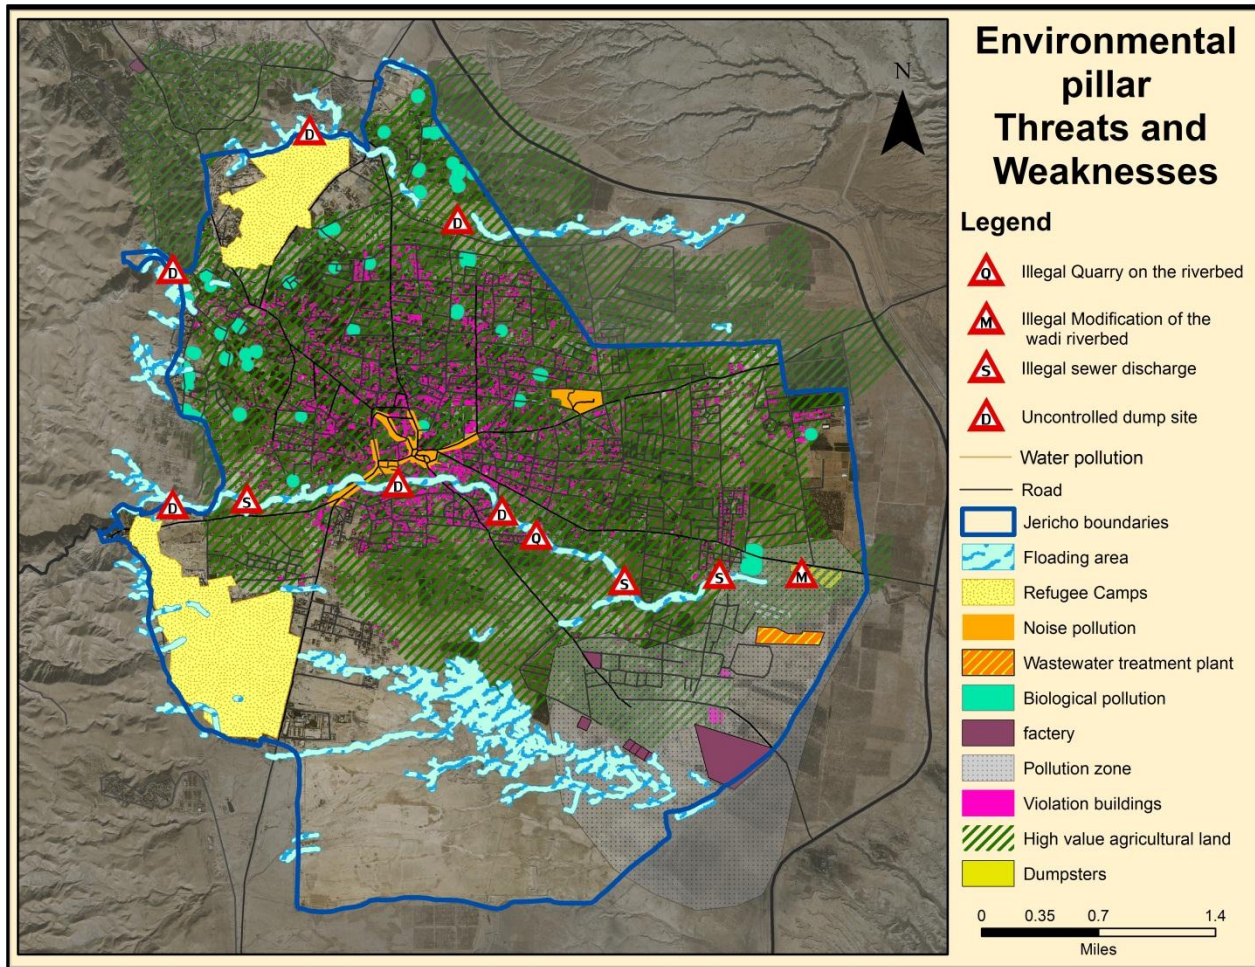 Environmental
pillar
Threats and
Weaknesses
N
Legend
Q Illegal Quarry on the riverbed
M Illegal Modification of the
wadi riverbed
S Illegal sewer discharge
D Uncontrolled dump site
Water pollution
Road
Jericho boundaries
Floading area
Refugee Camps
Noise pollution
Wastewater treatment plant
Biological pollution
factery
Pollution zone
Violation buildings
High value agricultural land
Dumpsters
0 0.35 0.7 1.4
Miles
D
D
D
D
S
D
D
Q
S
S
M